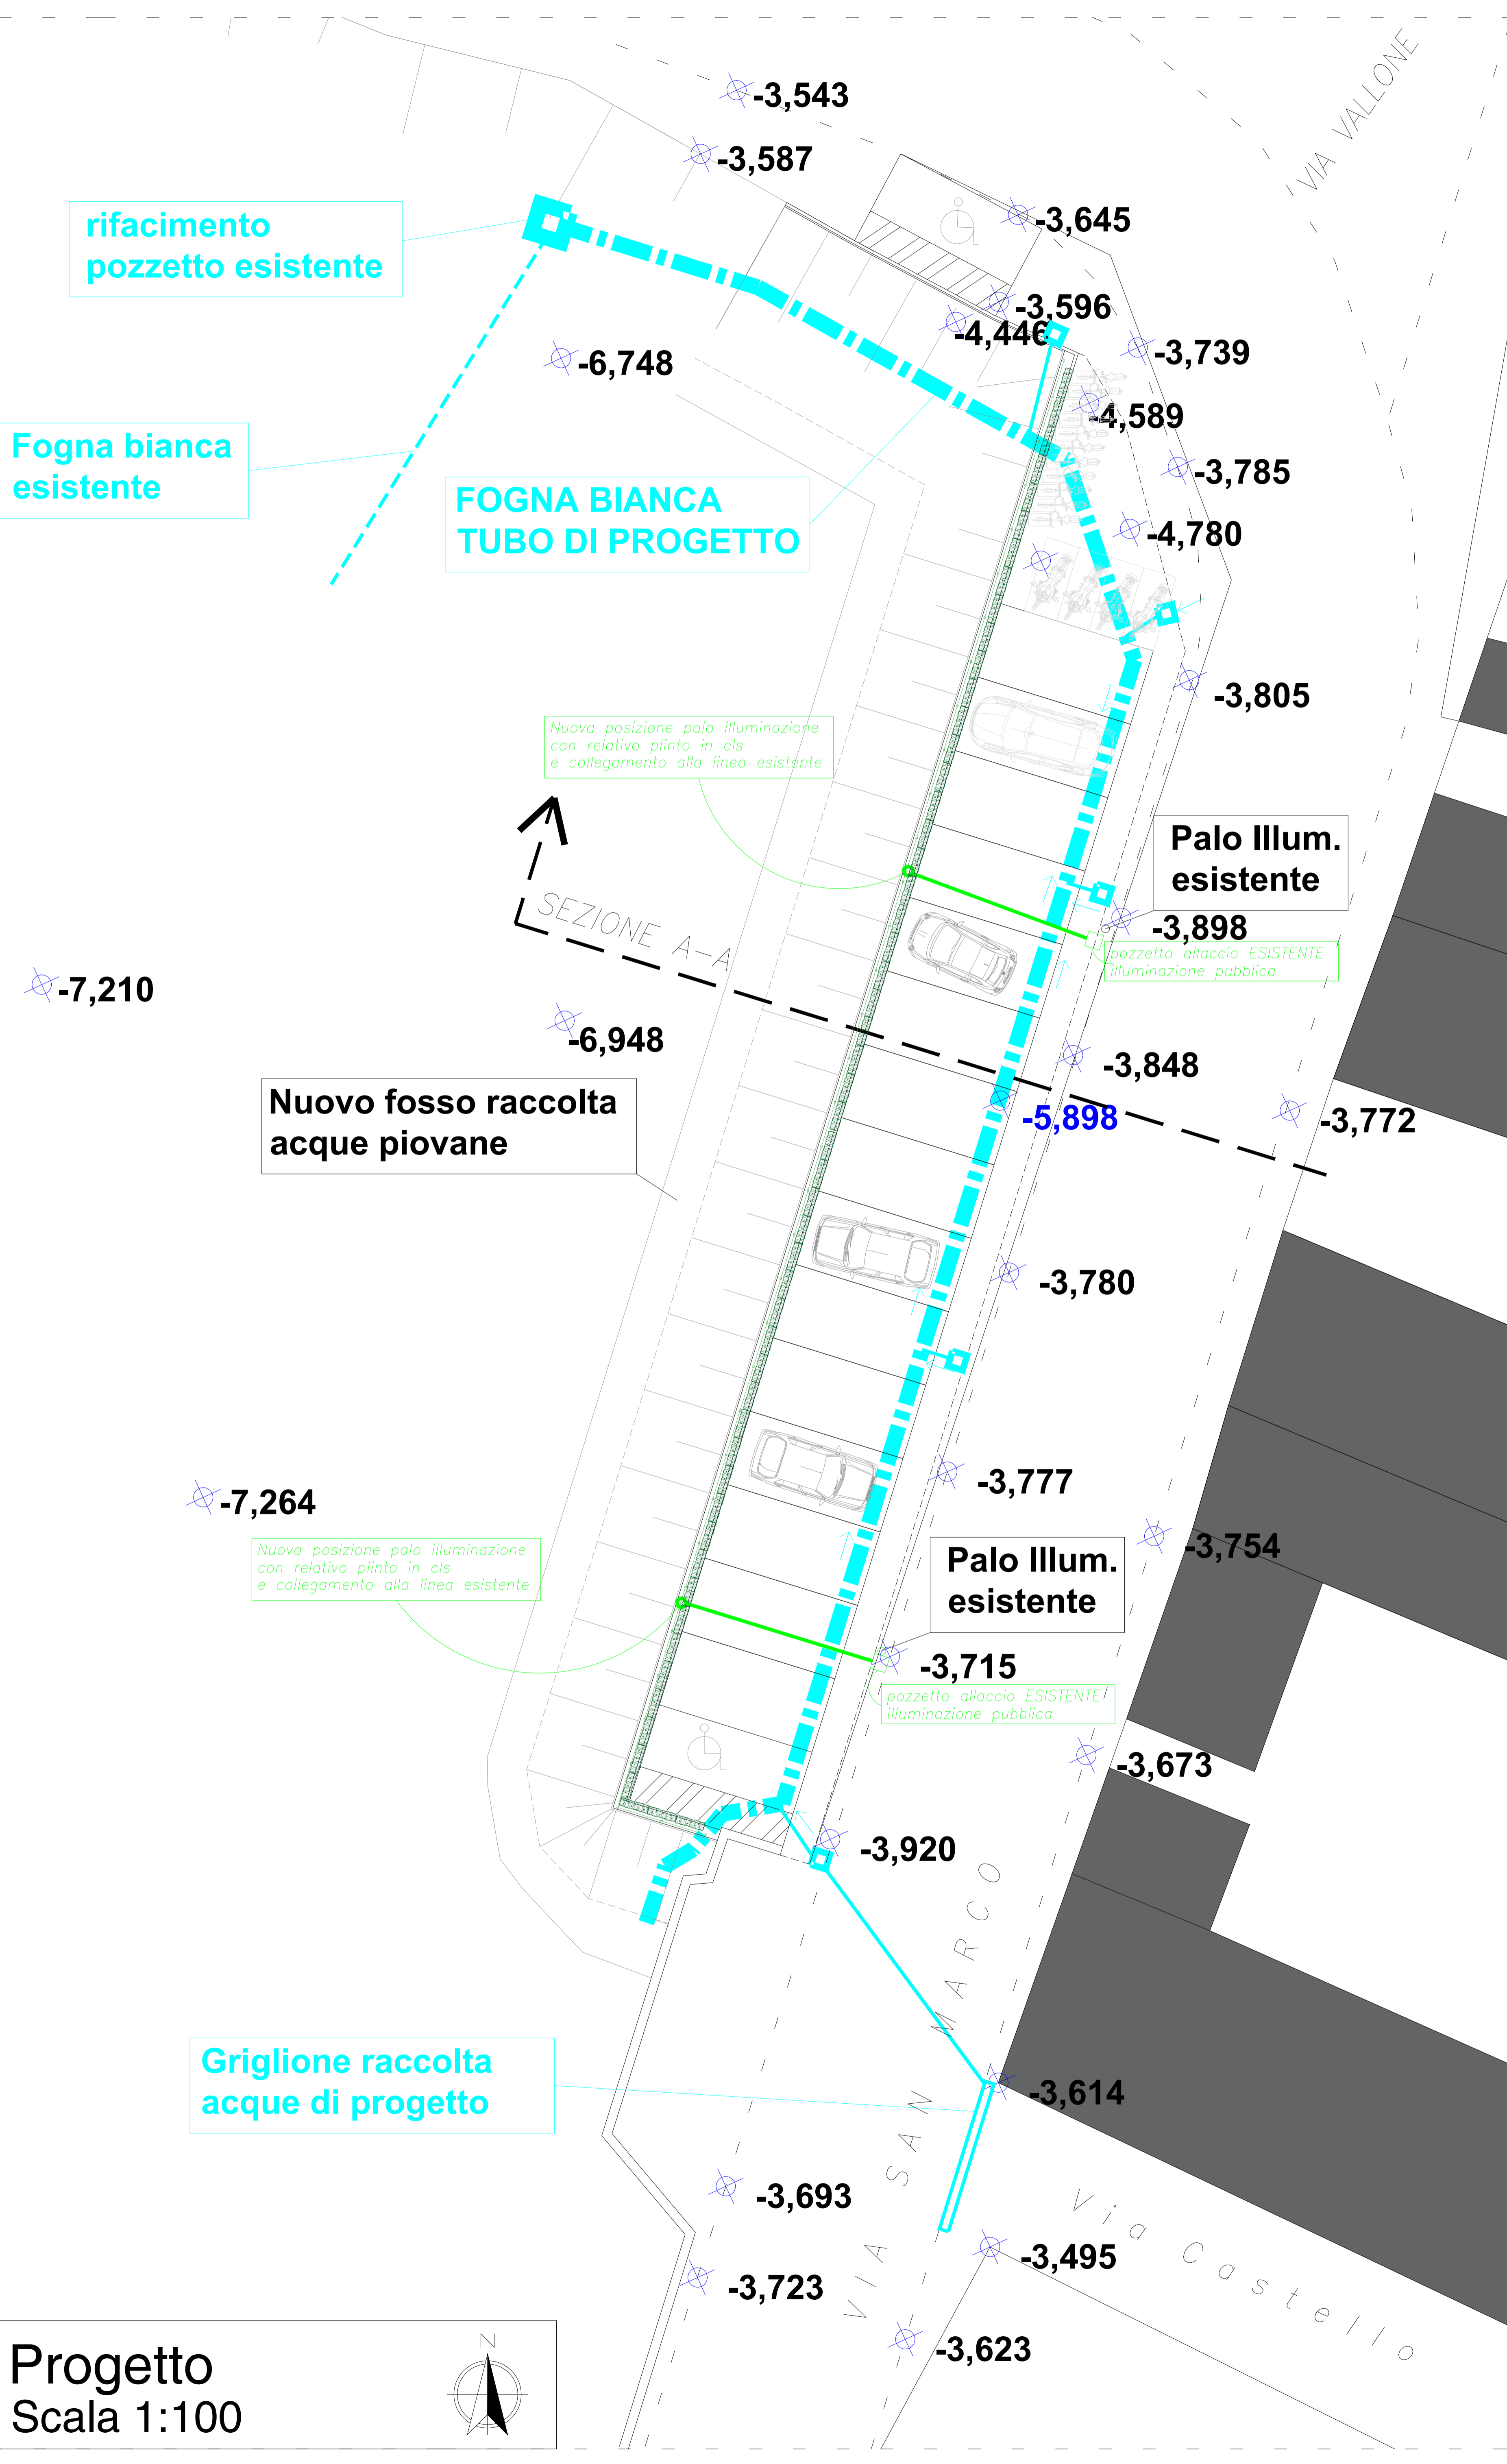 -3,543
VIA VALLONE
-3,587
rifacimento
pozzetto esistente
-3,645
-3,596
-4,446
-3,739
-6,748
-4,589
Fogna bianca
esistente
-3,785
FOGNA BIANCA
TUBO DI PROGETTO
-4,780
-3,805
Nuova posizione palo illuminazione
con relativo plinto in cls
e collegamento alla linea esistente
Palo Illum.
esistente
SEZIONE A-A
-3,898
pozzetto allaccio ESISTENTE
illuminazione pubblica
-7,210
-6,948
-3,848
Nuovo fosso raccolta
acque piovane
-5,898
-3,772
-3,780
-3,777
-7,264
-3,754
Nuova posizione palo illuminazione
con relativo plinto in cls
e collegamento alla linea esistente
Palo Illum.
esistente
-3,715
pozzetto allaccio ESISTENTE
illuminazione pubblica
-3,673
-3,920
VIA SAN MARCO
Griglione raccolta
acque di progetto
-3,614
-3,693
Via Castello
-3,495
-3,723
-3,623
Progetto
Scala 1:100
N